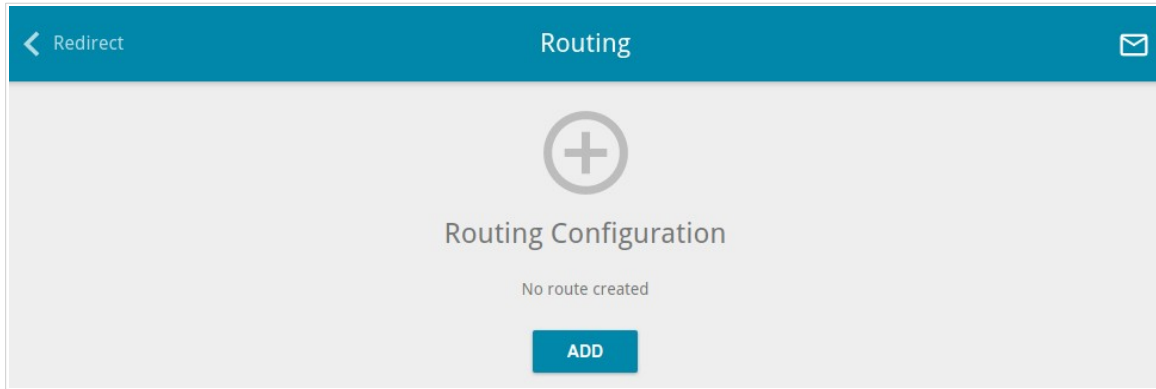 Redirect
Routing
Routing Configuration
No route created
ADD